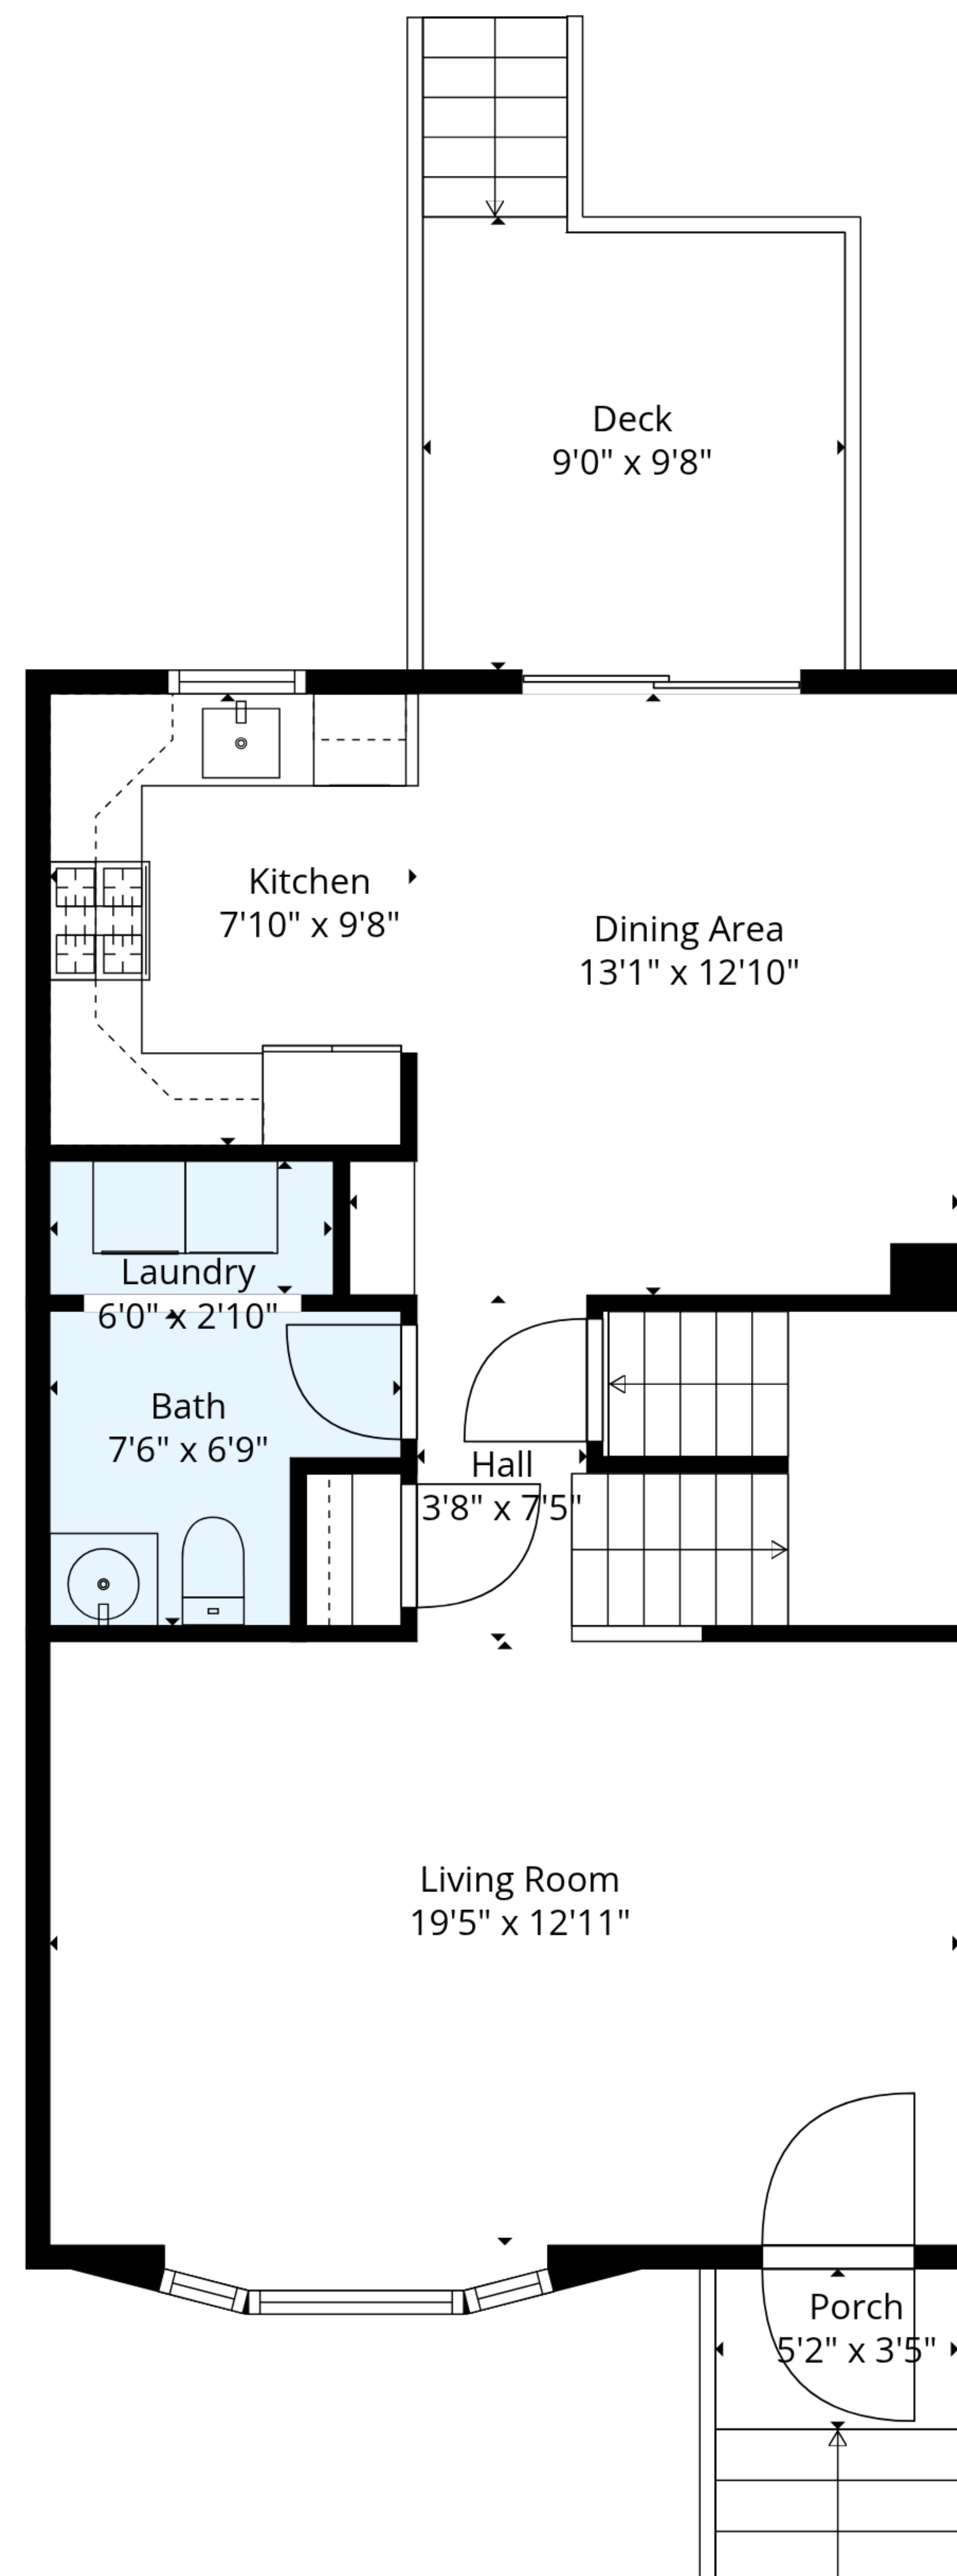 Deck
9'0" x 9'8"
Kitchen
7'10" x 9'8"
Dining Area
13'1" x 12'10"
Laundry
6'0" x 2'10"
Bath
7'6" x 6'9"
Hall
3'8" x 7'5"
Living Room
19'5" x 12'11"
Porch
5'2" x 3'5"